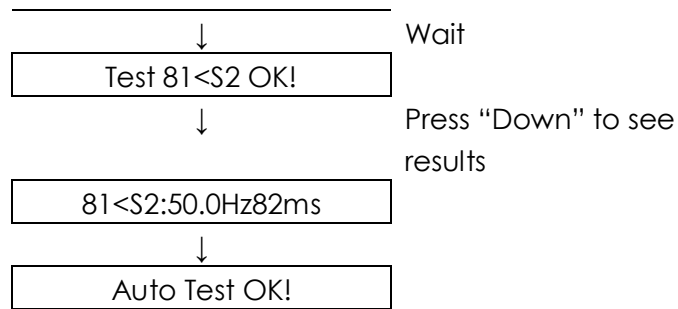 ↓ Wait
Test 81<S2 OK!
↓ Press “Down” to see
results
81<S2:50.0Hz82ms
↓
Auto Test OK!